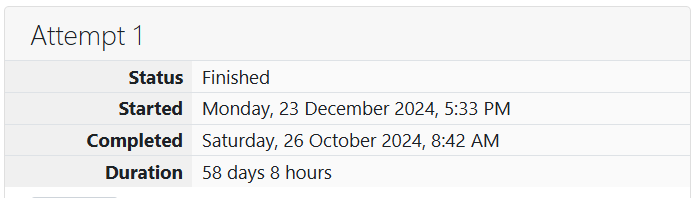 Attempt 1
Status Finished
Started Monday, 23 December 2024, 5:33 PM
Completed Saturday, 26 October 2024, 8:42 AM
Duration 58 days 8 hours